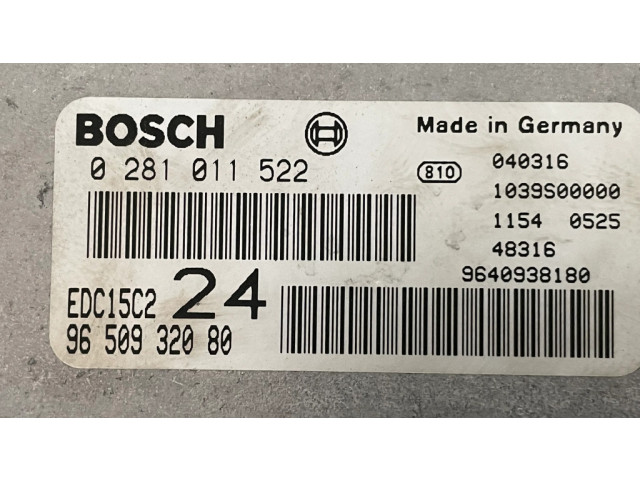 BOSCH
0 281 011 522
EDC15C2 24
96 509 320 80
Made in Germany
810 040316
1039S00000
1154 0525
48316
9640938180